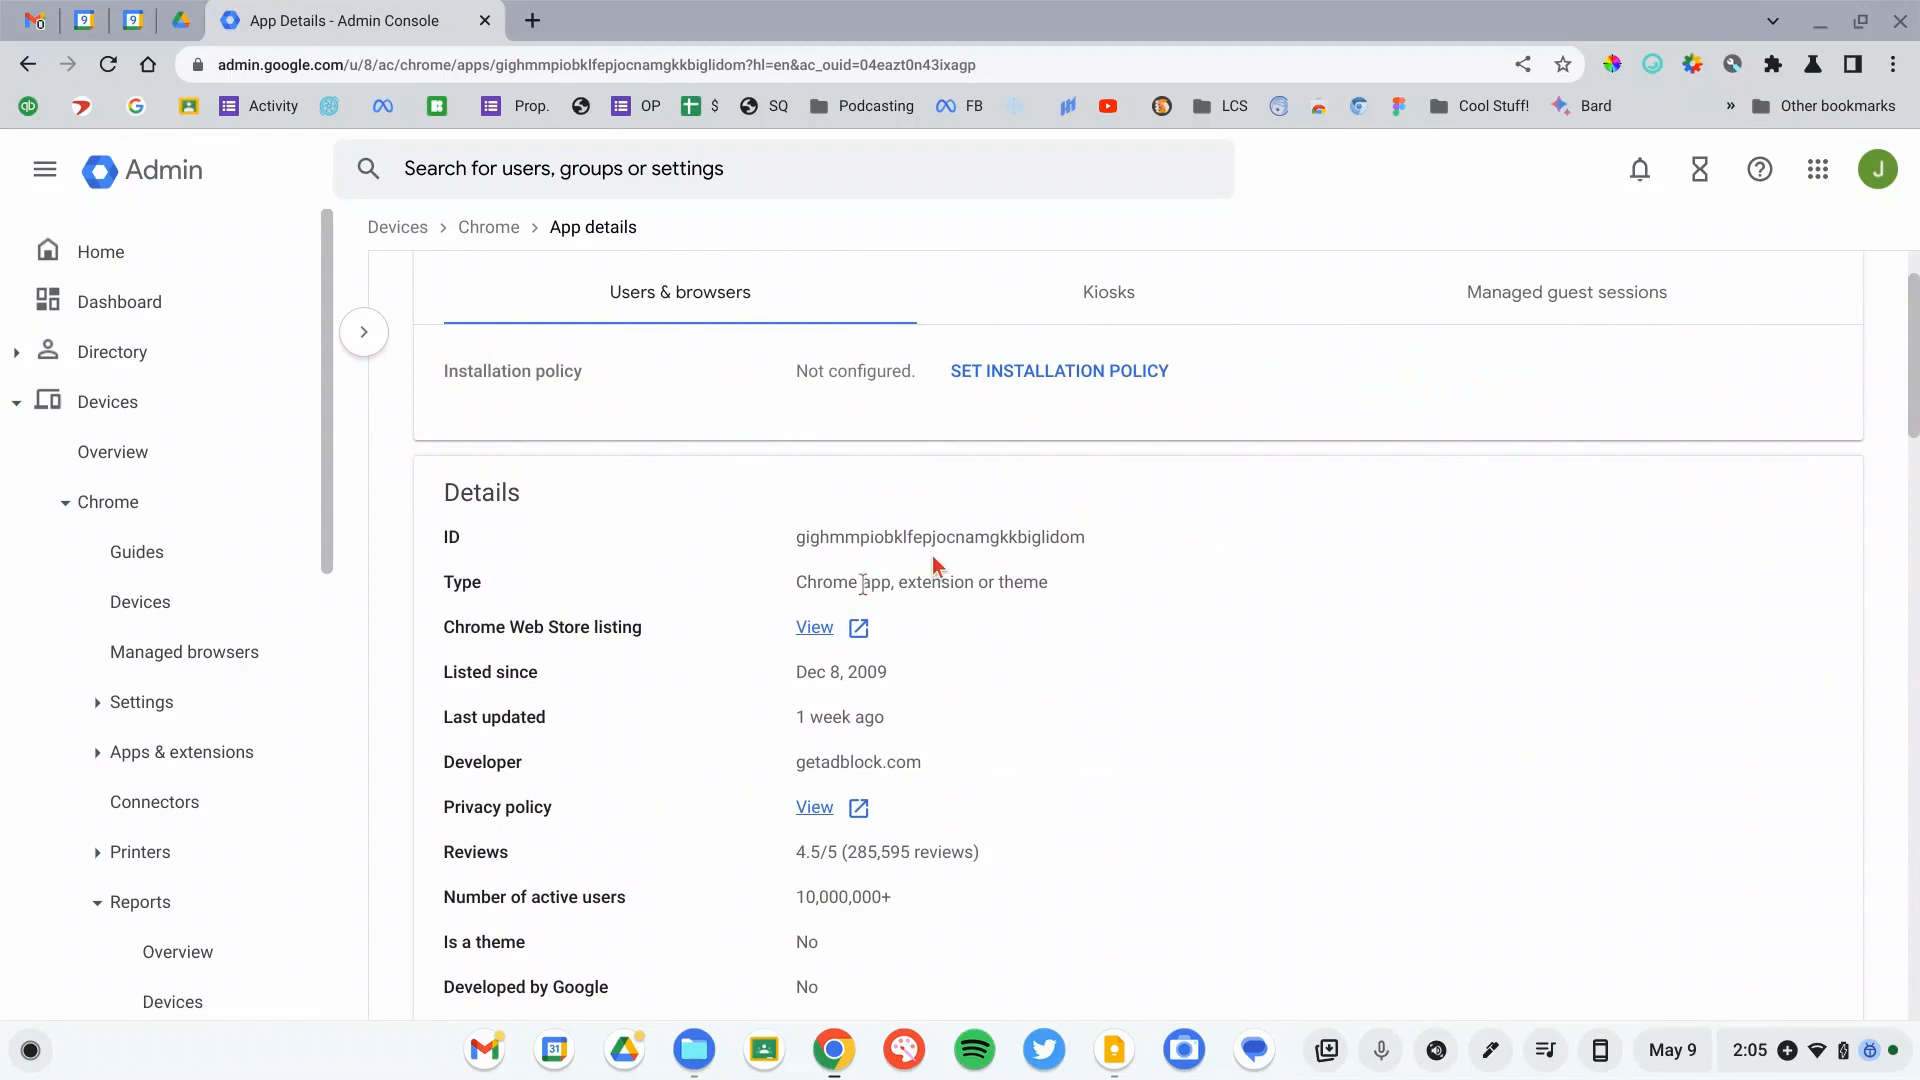 App Details - Admin Console
admin.google.com/u/8/ac/chrome/apps/gighmmpiobklfepjocnamgkkbiglidom?hl=en&ac_ouid=04eazt0n43ixagp
Activity
Prop.
OP
$
SQ
Podcasting
FB
LCS
Cool Stuff!
Bard
»
Other bookmarks
Admin
Search for users, groups or settings
J
Devices > Chrome > App details
Home
Dashboard
Directory
Devices
Overview
Chrome
Guides
Devices
Managed browsers
Settings
Apps & extensions
Connectors
Printers
Reports
Overview
Devices
Users & browsers
Kiosks
Managed guest sessions
Installation policy Not configured. SET INSTALLATION POLICY
Details
ID gighmmpiobklfepjocnamgkkbiglidom
Type Chrome app, extension or theme
Chrome Web Store listing View
Listed since Dec 8, 2009
Last updated 1 week ago
Developer getadblock.com
Privacy policy View
Reviews 4.5/5 (285,595 reviews)
Number of active users 10,000,000+
Is a theme No
Developed by Google No
31
May 9
2:05